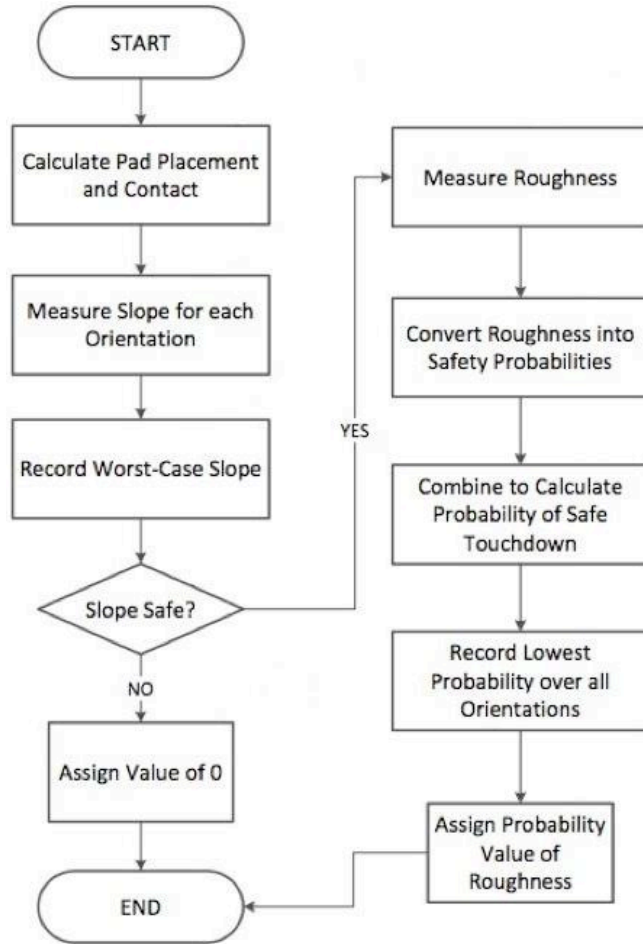 START
Calculate Pad Placement
and Contact
Measure Slope for each
Orientation
Record Worst-Case Slope
Slope Safe?
NO
Assign Value of 0
END
YES
Measure Roughness
Convert Roughness into
Safety Probabilities
Combine to Calculate
Probability of Safe
Touchdown
Record Lowest
Probability over all
Orientations
Assign Probability
Value of
Roughness